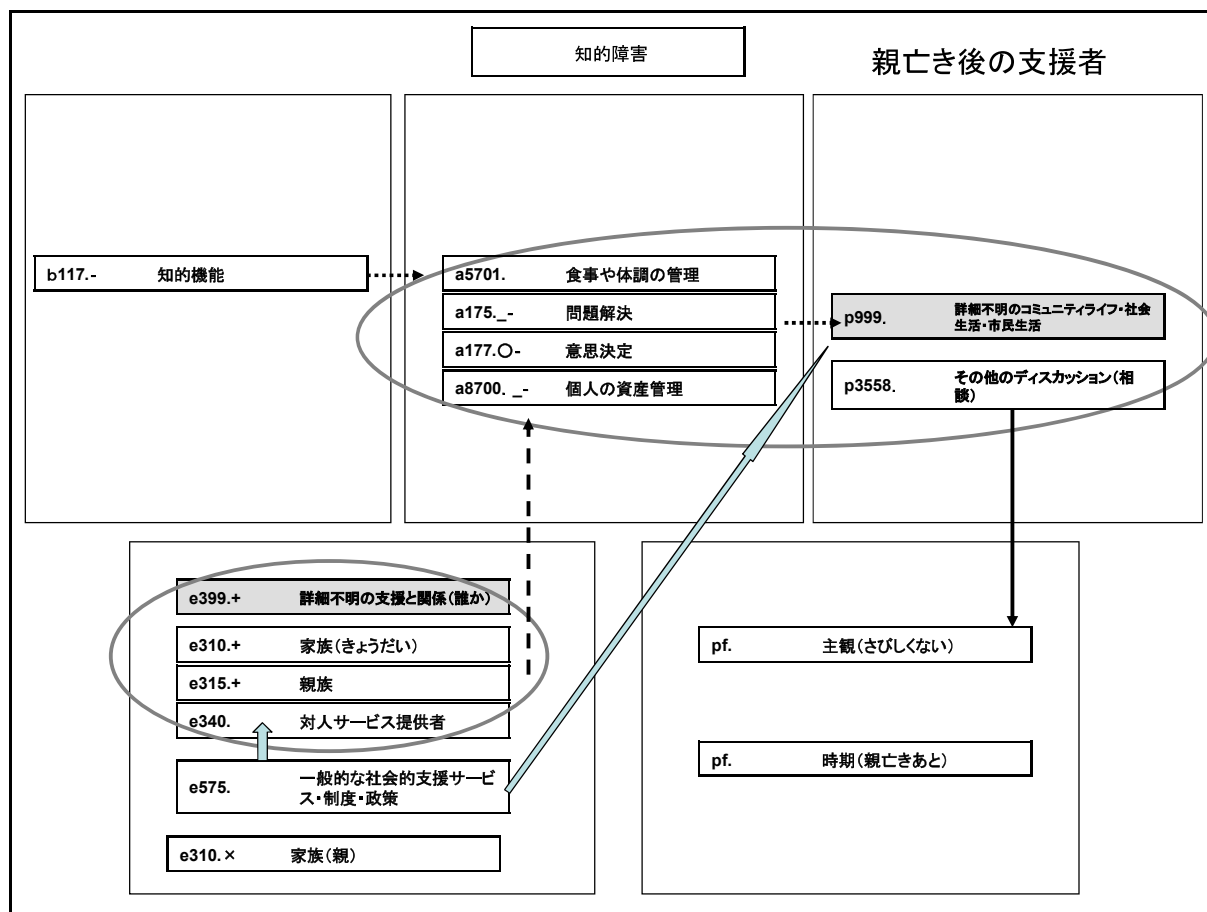 知的障害
親亡き後の支援者
b117.- 知的機能
a5701. 食事や体調の管理
a175._- 問題解決
a177.○- 意思決定
a8700. _- 個人の資産管理
p999. 詳細不明のコミュニティライフ・社会
生活・市民生活
p3558. その他のディスカッション(相
談)
e399.+ 詳細不明の支援と関係(誰か)
e310.+ 家族(きょうだい)
e315.+ 親族
e340. 対人サービス提供者
e575. 一般的な社会的支援サービ
ス・制度・政策
e310.× 家族(親)
pf. 主観(さびしくない)
pf. 時期(親亡きあと)